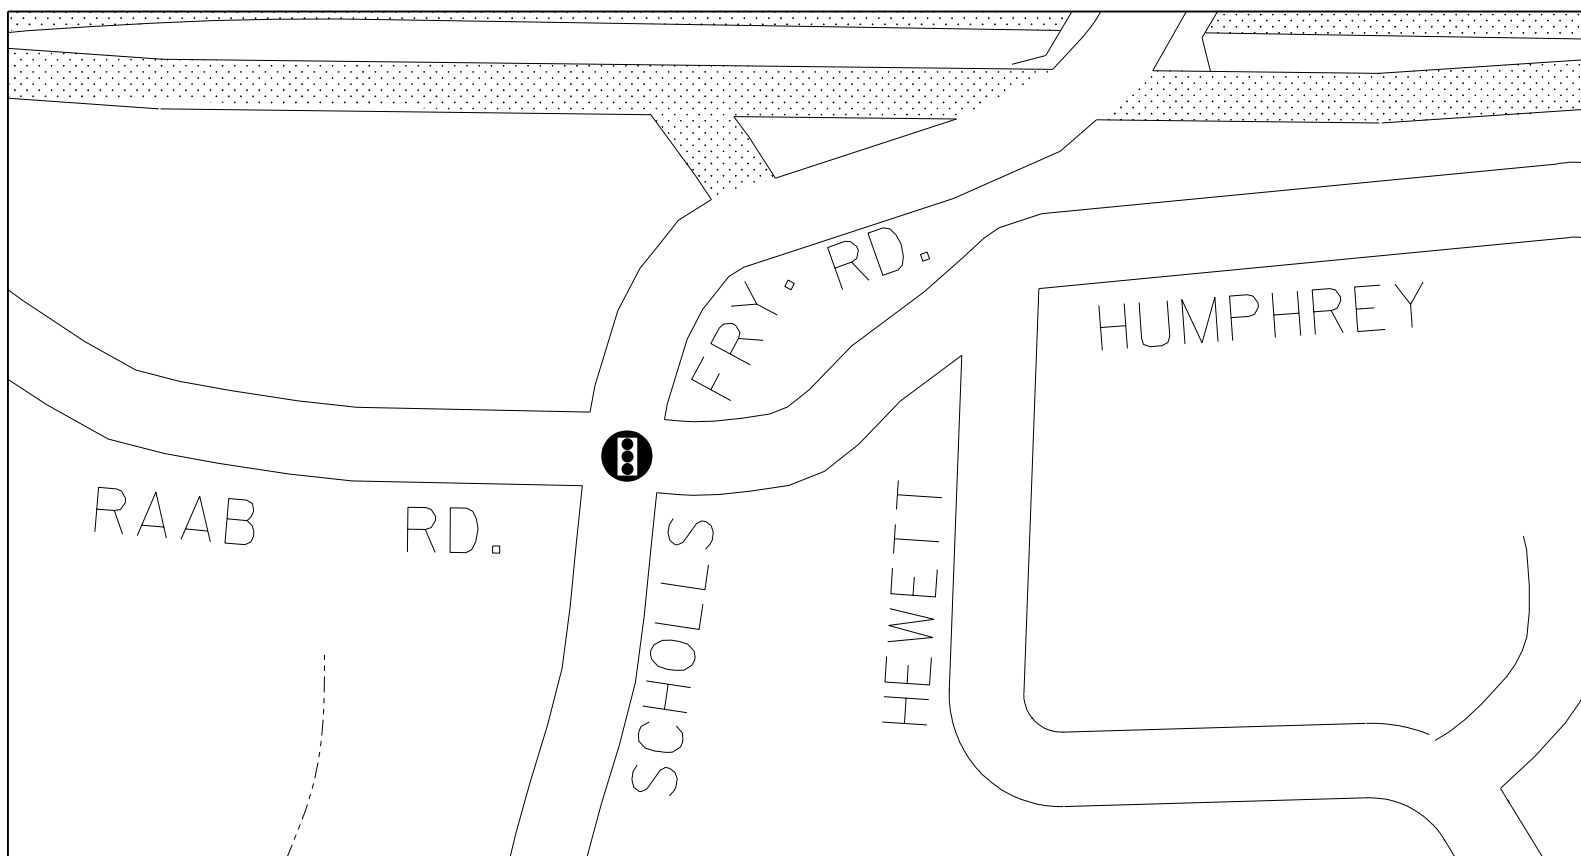 FRY. RD.
HUMPHREY
RAAB RD.
SCHOLLS
HEWETT